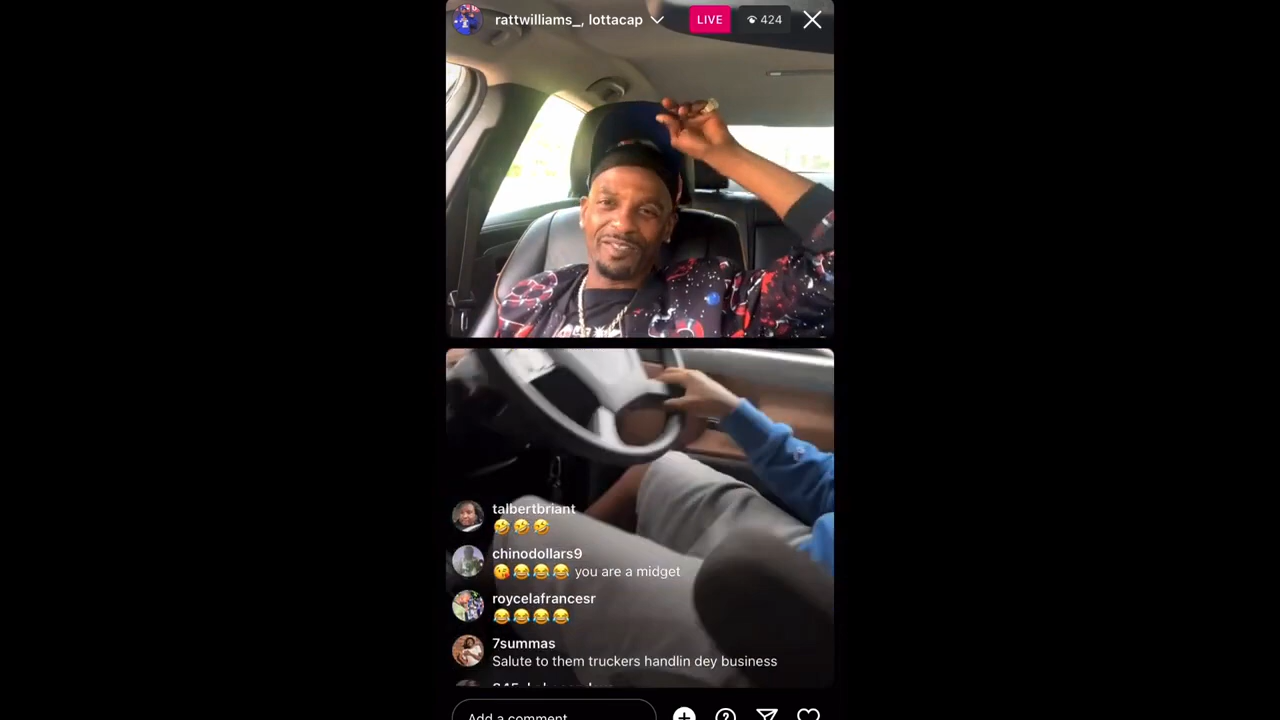 rattwilliams_, lottacap
LIVE
424
talbertbriant
🤣🤣🤣
chinodollars9
😘😂😂😂 you are a midget
roycelafrancesr
😂😂😂😂
7summas
Salute to them truckers handlin dey business
Add a comment